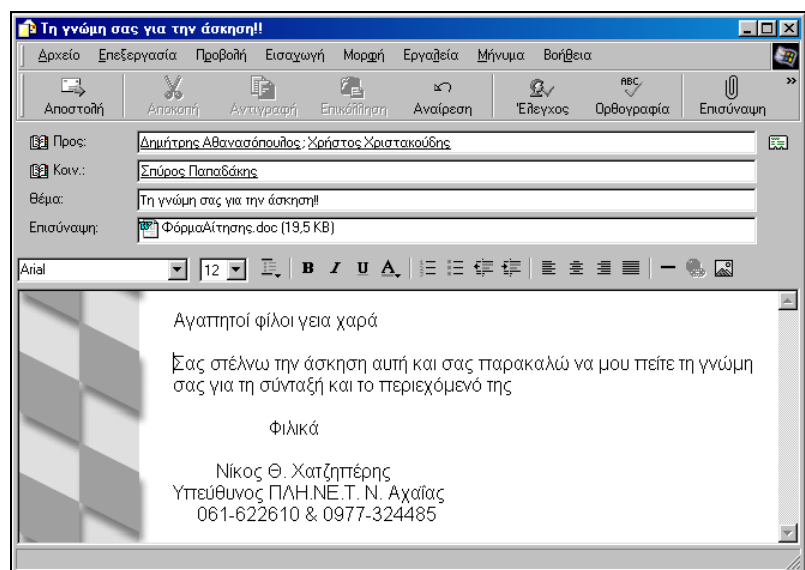 Τη γνώμη σας για την άσκηση!!
Αρχείο Επεξεργασία Προβολή Εισαγωγή Μορφή Εργαλεία Μήνυμα Βοήθεια
Αποστολή Αποκοπή Αντιγραφή Επικόλληση Αναίρεση Έλεγχος Ορθογραφία Επισύναψη »
Προς: Δημήτρης Αθανασόπουλος; Χρήστος Χριστακούδης
Κοιν.: Σπύρος Παπαδάκης
Θέμα: Τη γνώμη σας για την άσκηση!!
Επισύναψη: ΦόρμαΑίτησης.doc (19,5 KB)
Arial 12 B I U A
Αγαπητοί φίλοι γεια χαρά
Σας στέλνω την άσκηση αυτή και σας παρακαλώ να μου πείτε τη γνώμη
σας για τη σύνταξή και το περιεχόμενό της
Φιλικά
Νίκος Θ. Χατζηπέρης
Υπεύθυνος ΠΛΗ.ΝΕ.Τ. Ν. Αχαΐας
061-622610 & 0977-324485